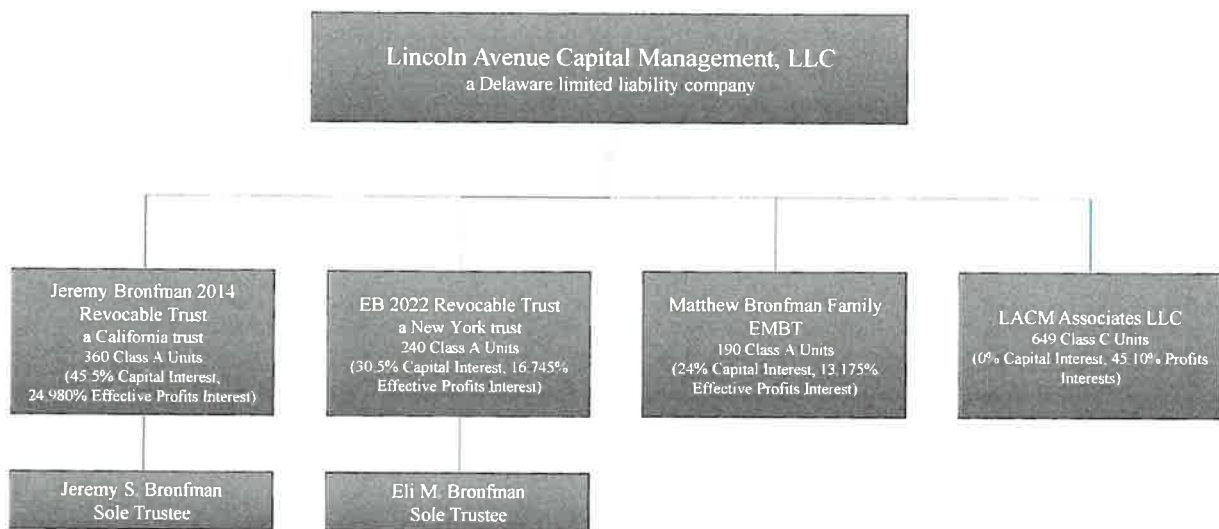 Lincoln Avenue Capital Management, LLC
a Delaware limited liability company
Jeremy Bronfman 2014
Revocable Trust
a California trust
360 Class A Units
(45.5% Capital Interest,
24.980% Effective Profits Interest)
EB 2022 Revocable Trust
a New York trust
240 Class A Units
(30.5% Capital Interest, 16.745%
Effective Profits Interest)
Matthew Bronfman Family
EMBT
190 Class A Units
(24% Capital Interest, 13.175%
Effective Profits Interest)
LACM Associates LLC
649 Class C Units
(0% Capital Interest, 45.10% Profits
Interests)
Jeremy S. Bronfman
Sole Trustee
Eli M. Bronfman
Sole Trustee